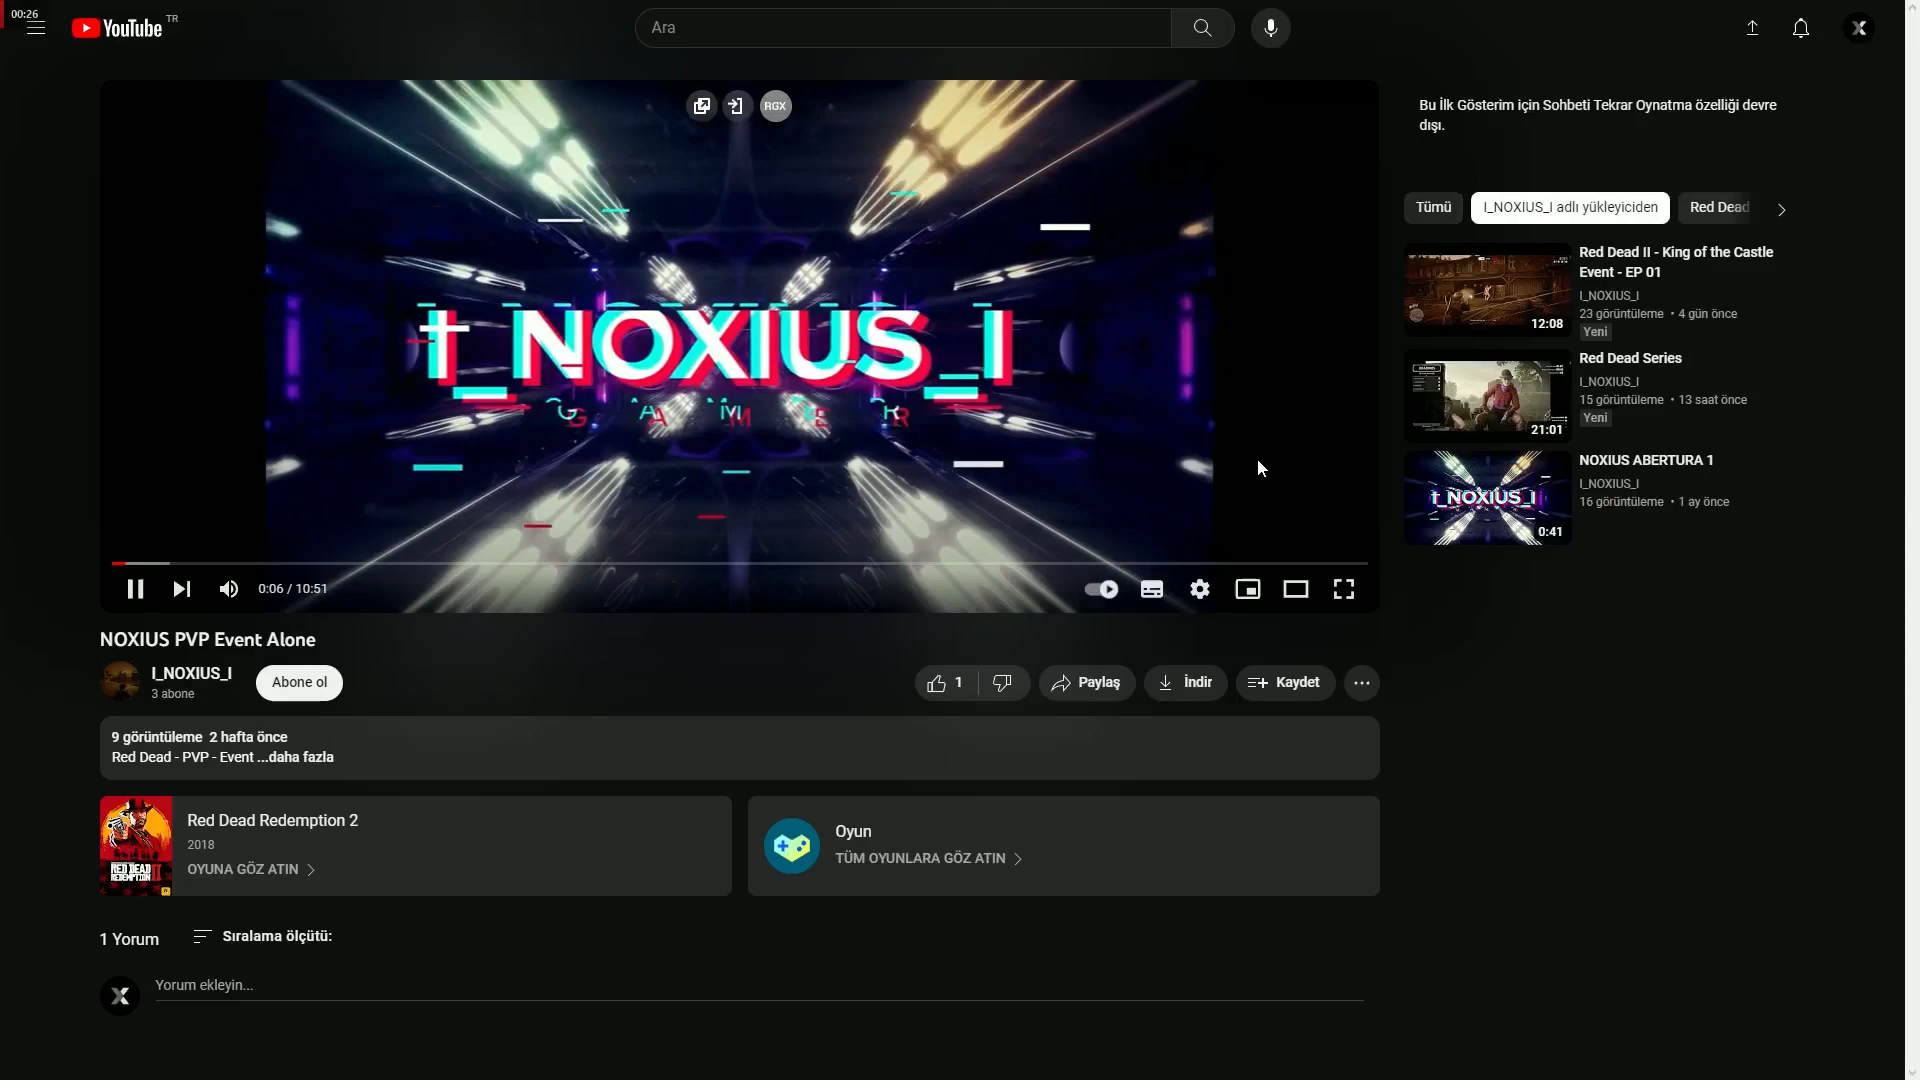 00:26
YouTube TR
Ara
RGX
I_NOXIUS_I
GAMER
0:06 / 10:51
NOXIUS PVP Event Alone
I_NOXIUS_I
3 abone
Abone ol
1
Paylaş
İndir
Kaydet
9 görüntüleme 2 hafta önce
Red Dead - PVP - Event ...daha fazla
Red Dead Redemption 2
2018
OYUNA GÖZ ATIN
RED DEAD
REDEMPTION II
Oyun
TÜM OYUNLARA GÖZ ATIN
1 Yorum
Sıralama ölçütü:
Yorum ekleyin...
Bu İlk Gösterim için Sohbeti Tekrar Oynatma özelliği devre
dışı.
Tümü
I_NOXIUS_I adlı yükleyiciden
Red Dead
12:08
Red Dead II - King of the Castle
Event - EP 01
I_NOXIUS_I
23 görüntüleme • 4 gün önce
Yeni
21:01
Red Dead Series
I_NOXIUS_I
15 görüntüleme • 13 saat önce
Yeni
I_NOXIUS_I
0:41
NOXIUS ABERTURA 1
I_NOXIUS_I
16 görüntüleme • 1 ay önce